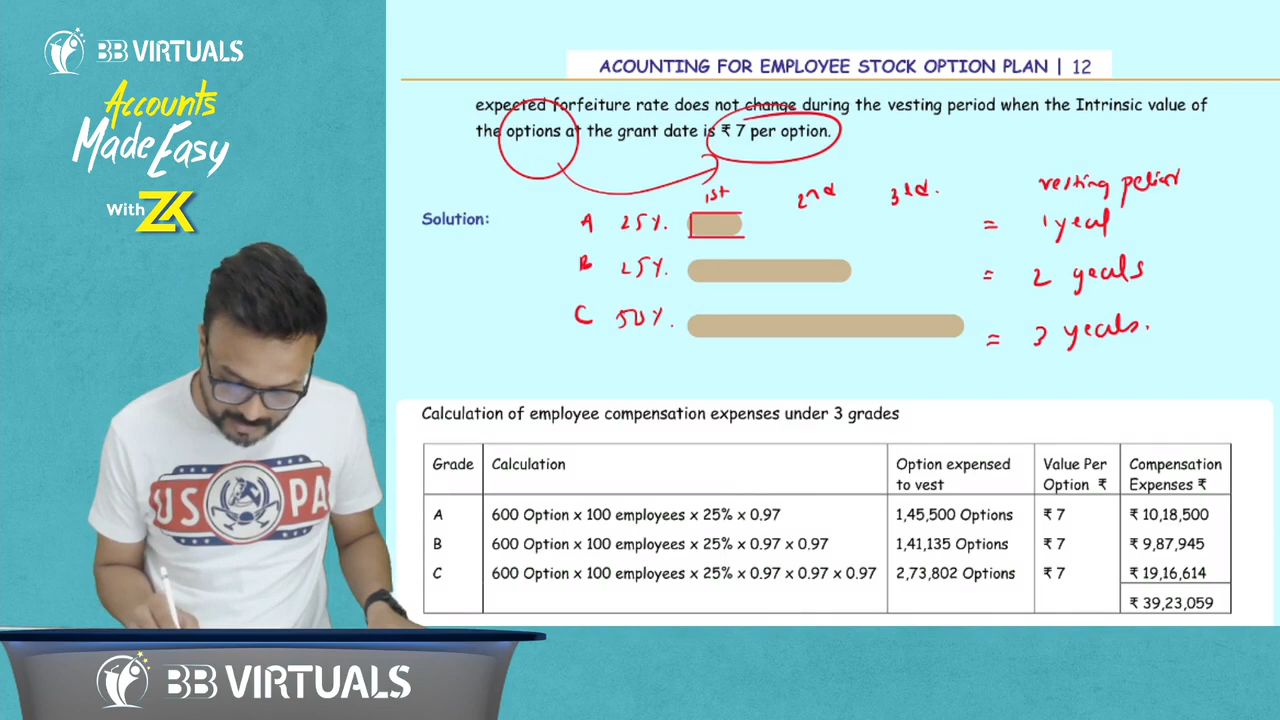 BB VIRTUALS
Accounts
Made Easy
With ZK
ACOUNTING FOR EMPLOYEE STOCK OPTION PLAN | 12
expected forfeiture rate does not change during the vesting period when the Intrinsic value of
the options at the grant date is ₹ 7 per option.
1st 2nd 3rd. vesting period
Solution: A 25%. = 1 year
B 25%. = 2 years
C 50%. = 3 years.
Calculation of employee compensation expenses under 3 grades
Grade Calculation Option expensed to vest Value Per Option ₹ Compensation Expenses ₹
A 600 Option x 100 employees x 25% x 0.97 1,45,500 Options ₹ 7 ₹ 10,18,500
B 600 Option x 100 employees x 25% x 0.97 x 0.97 1,41,135 Options ₹ 7 ₹ 9,87,945
C 600 Option x 100 employees x 25% x 0.97 x 0.97 x 0.97 2,73,802 Options ₹ 7 ₹ 19,16,614
₹ 39,23,059
US PA
BB VIRTUALS